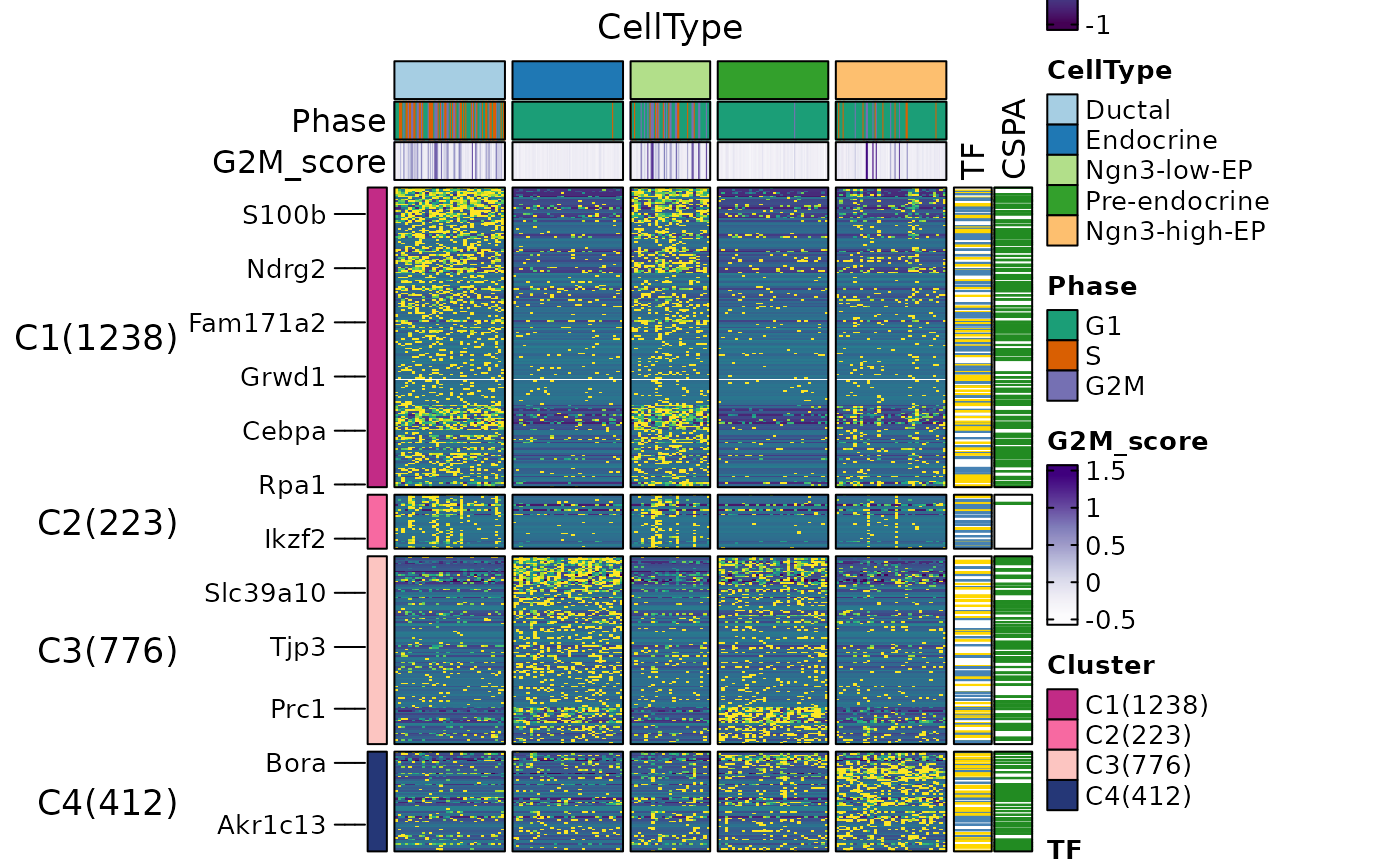 CellType
Phase
G2M_score
TF
CSPA
C1(1238)
S100b
Ndrg2
Fam171a2
Grwd1
Cebpa
Rpa1
C2(223)
Ikzf2
C3(776)
Slc39a10
Tjp3
Prc1
C4(412)
Bora
Akr1c13
-1
CellType
Ductal
Endocrine
Ngn3-low-EP
Pre-endocrine
Ngn3-high-EP
Phase
G1
S
G2M
G2M_score
1.5
1
0.5
0
-0.5
Cluster
C1(1238)
C2(223)
C3(776)
C4(412)
TF